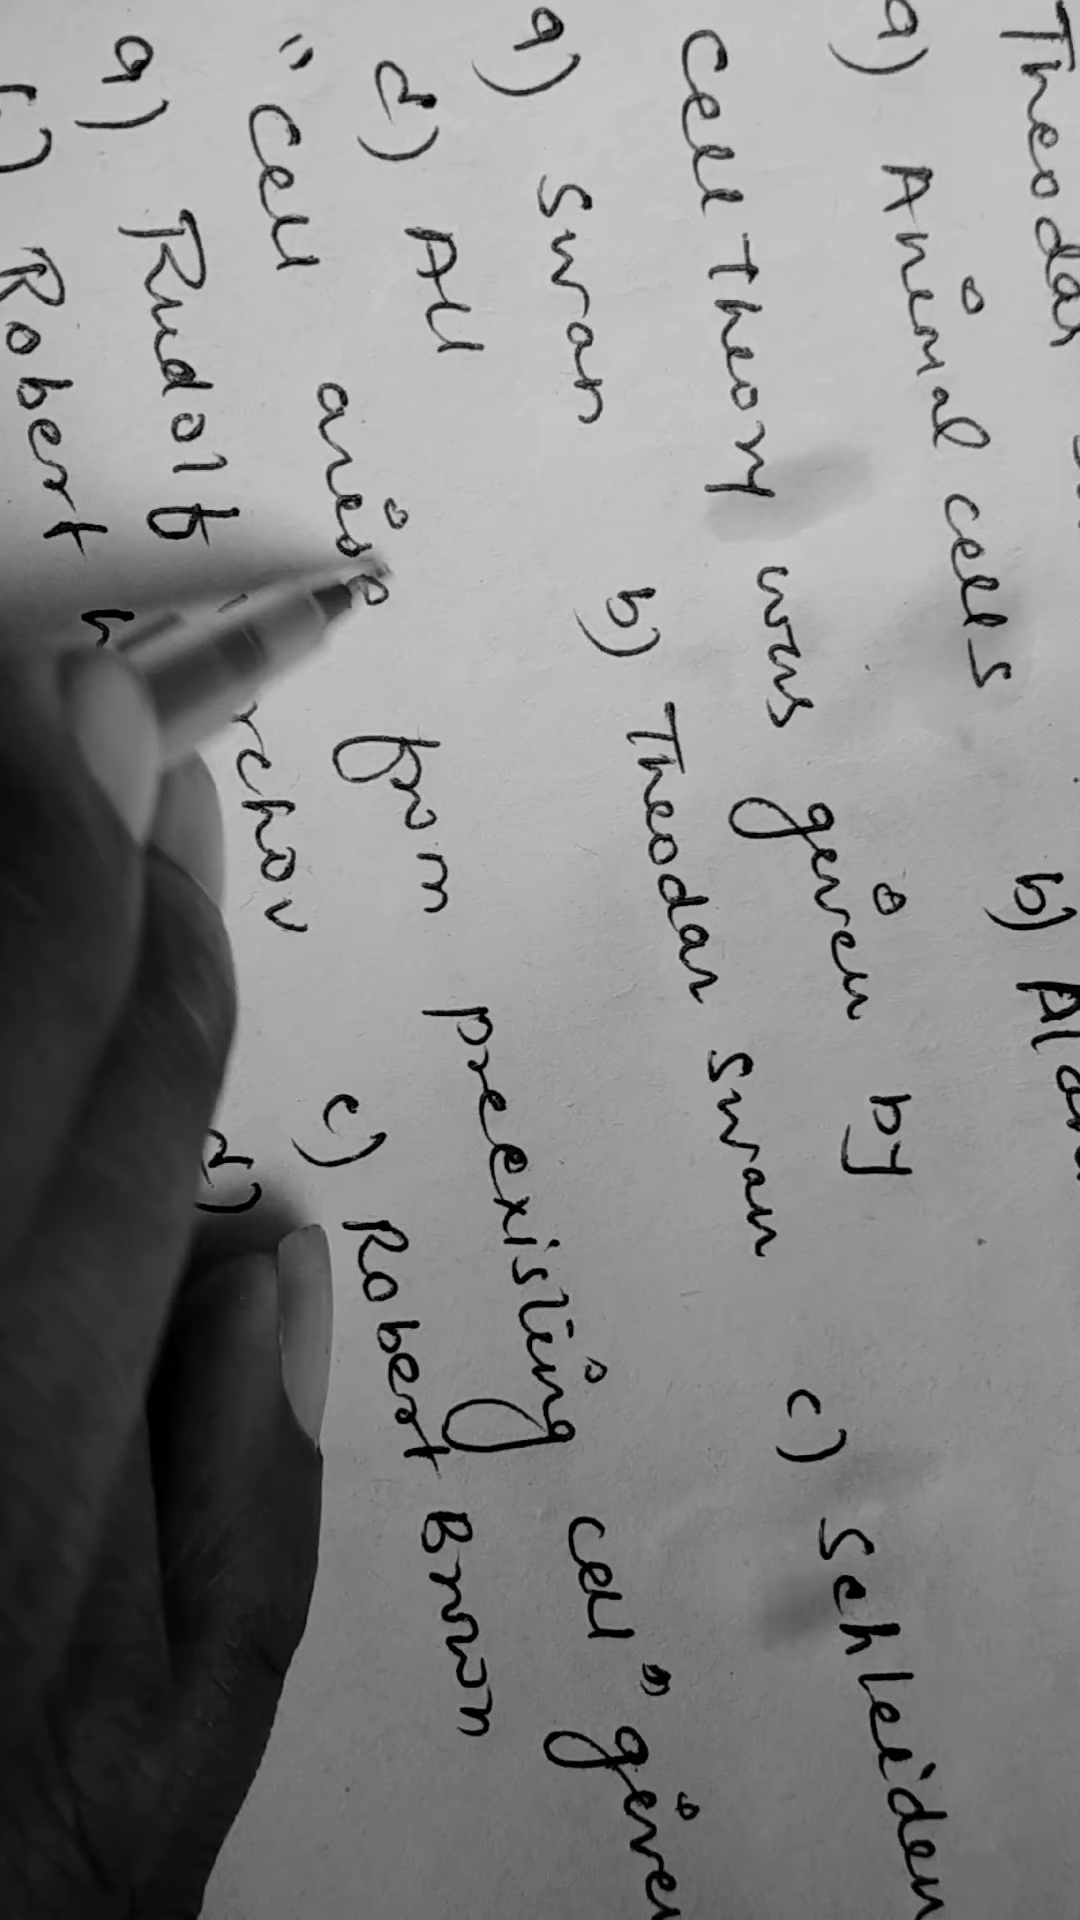 Theodar
a) Animal cells b)
Cell Theory was given by
a) Swan b) Theodar Swan c) Schleiden
d) All
"Cell arise from preexisting cell" given
a) Rudolf c) Robert Brown
Robert d)